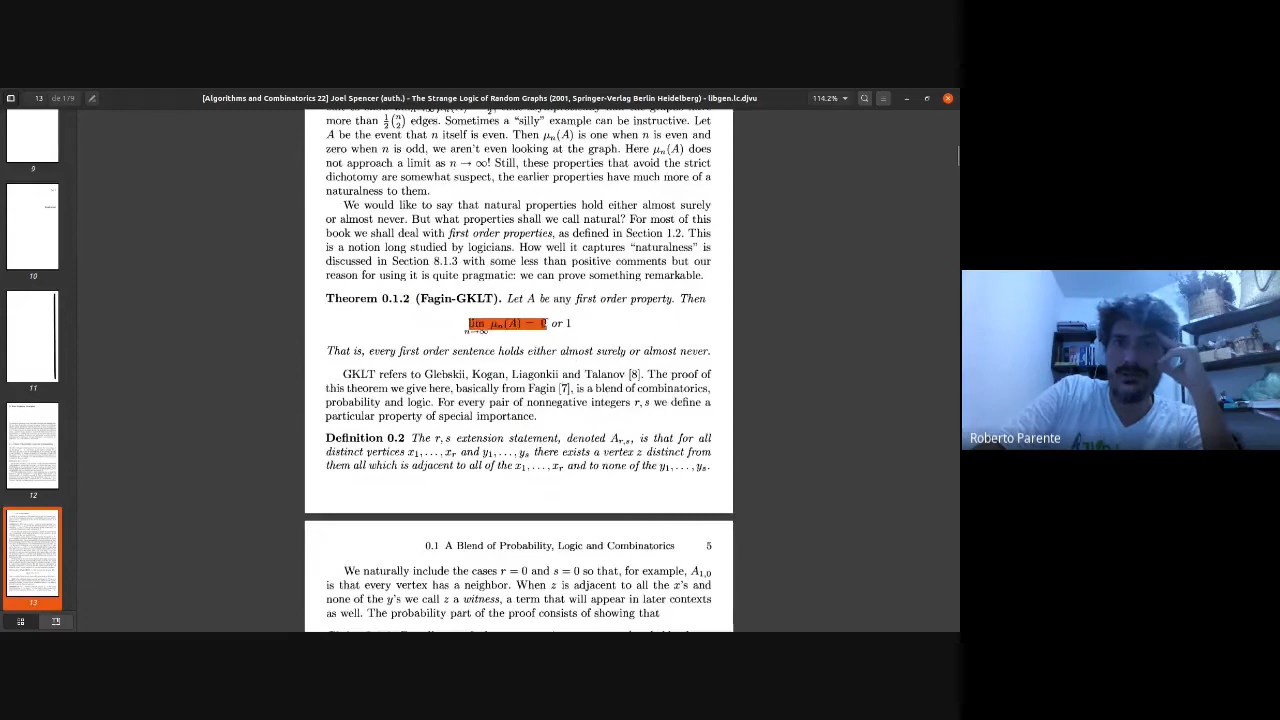 13 de 179
[Algorithms and Combinatorics 22] Joel Spencer (auth.) - The Strange Logic of Random Graphs (2001, Springer-Verlag Berlin Heidelberg) - libgen.lc.djvu
114.2%
9
10
11
12
13
more than ½(n 2) edges. Sometimes a “silly” example can be instructive. Let
A be the event that n itself is even. Then μn(A) is one when n is even and
zero when n is odd, we aren’t even looking at the graph. Here μn(A) does
not approach a limit as n → ∞! Still, these properties that avoid the strict
dichotomy are somewhat suspect, the earlier properties have much more of a
naturalness to them.
We would like to say that natural properties hold either almost surely
or almost never. But what properties shall we call natural? For most of this
book we shall deal with first order properties, as defined in Section 1.2. This
is a notion long studied by logicians. How well it captures “naturalness” is
discussed in Section 8.1.3 with some less than positive comments but our
reason for using it is quite pragmatic: we can prove something remarkable.
Theorem 0.1.2 (Fagin-GKLT). Let A be any first order property. Then
lim n→∞ μn(A) = 0 or 1
That is, every first order sentence holds either almost surely or almost never.
GKLT refers to Glebskii, Kogan, Liagonkii and Talanov [8]. The proof of
this theorem we give here, basically from Fagin [7], is a blend of combinatorics,
probability and logic. For every pair of nonnegative integers r, s we define a
particular property of special importance.
Definition 0.2 The r, s extension statement, denoted Ar,s, is that for all
distinct vertices x1, . . . , xr and y1, . . . , ys there exists a vertex z distinct from
them all which is adjacent to all of the x1, . . . , xr and to none of the y1, . . . , ys.
of Probability, Logic and Combinatorics 5
We naturally include the cases r = 0 and s = 0 so that, for example, A1,0
is that every vertex has a neighbor. When z is adjacent to all the x’s and
none of the y’s we call z a witness, a term that will appear in later contexts
as well. The probability part of the proof consists of showing that
Roberto Parente